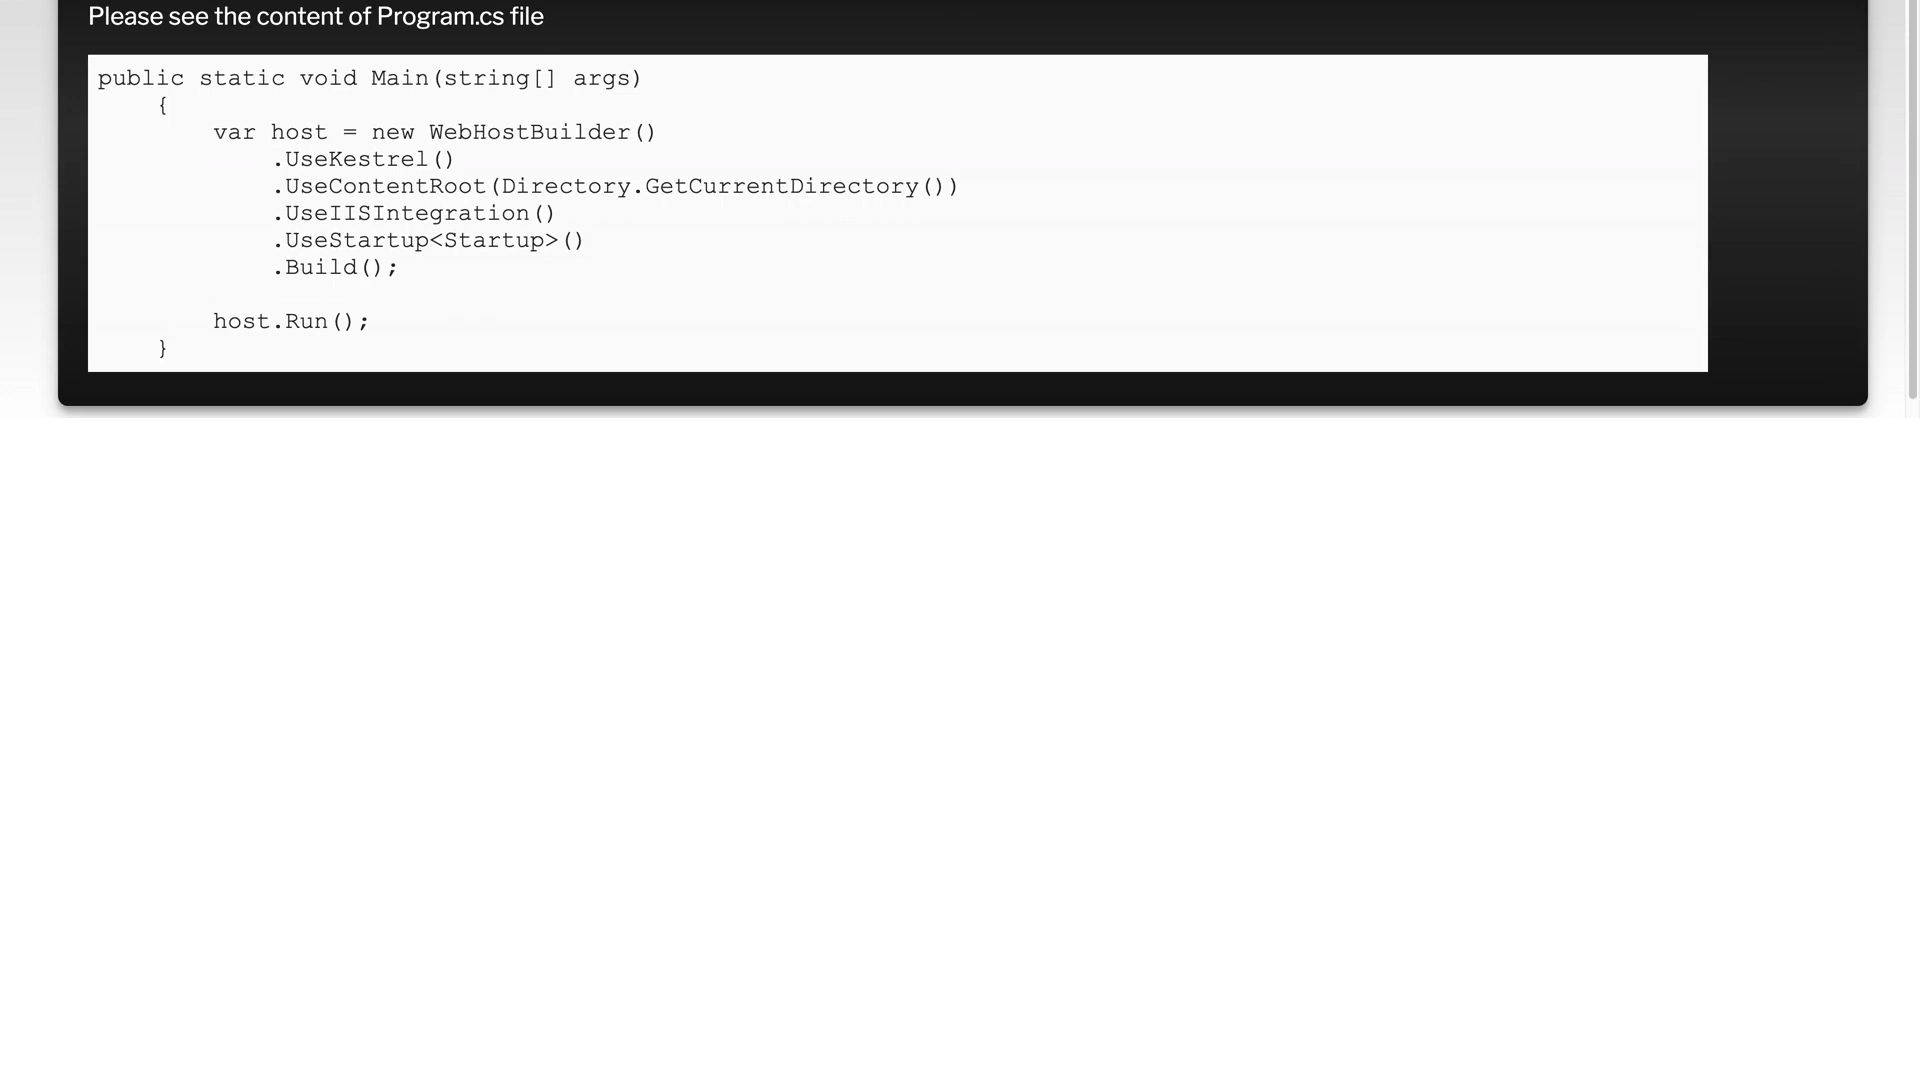 Please see the content of Program.cs file
public static void Main(string[] args)
{
var host = new WebHostBuilder()
.UseKestrel()
.UseContentRoot(Directory.GetCurrentDirectory())
.UseIISIntegration()
.UseStartup<Startup>()
.Build();
host.Run();
}